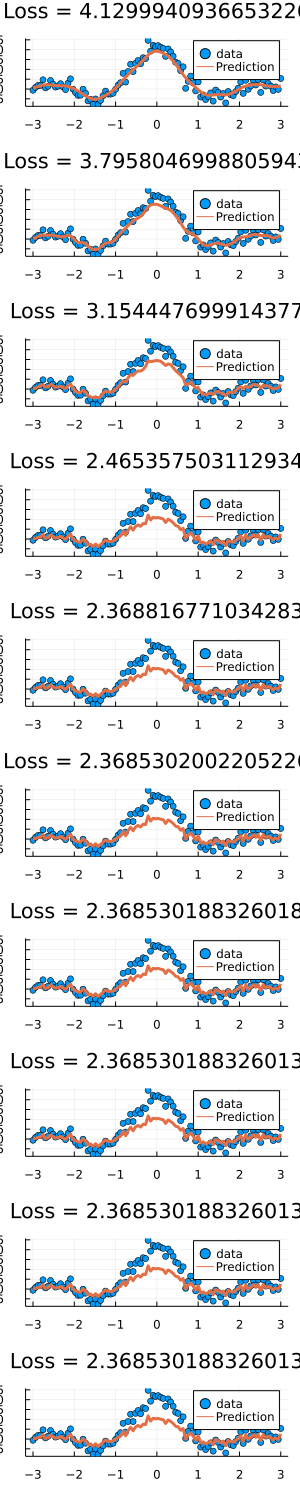 Loss = 4.129994093665322
data
Prediction
−3 −2 −1 0 1 2 3
Loss = 3.795804699880594
data
Prediction
−3 −2 −1 0 1 2 3
Loss = 3.154447699914377
data
Prediction
−3 −2 −1 0 1 2 3
Loss = 2.465357503112934
data
Prediction
−3 −2 −1 0 1 2 3
Loss = 2.368816771034283
data
Prediction
−3 −2 −1 0 1 2 3
Loss = 2.368530200220522
data
Prediction
−3 −2 −1 0 1 2 3
Loss = 2.368530188326018
data
Prediction
−3 −2 −1 0 1 2 3
Loss = 2.368530188326013
data
Prediction
−3 −2 −1 0 1 2 3
Loss = 2.368530188326013
data
Prediction
−3 −2 −1 0 1 2 3
Loss = 2.368530188326013
data
Prediction
−3 −2 −1 0 1 2 3